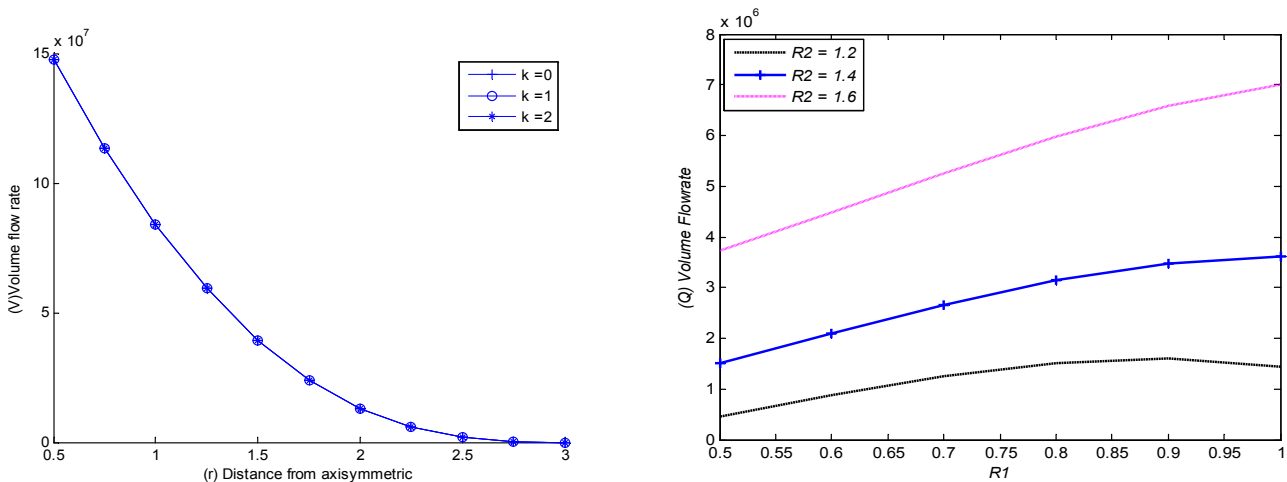 x 10^7
15
10
5
0
(V)Volume flow rate
0.5 1 1.5 2 2.5 3
(r) Distance from axisymmetric
k =0
k =1
k =2
x 10^6
8
7
6
5
4
3
2
1
0
(Q) Volume Flowrate
0.5 0.55 0.6 0.65 0.7 0.75 0.8 0.85 0.9 0.95 1
R1
R2 = 1.2
R2 = 1.4
R2 = 1.6